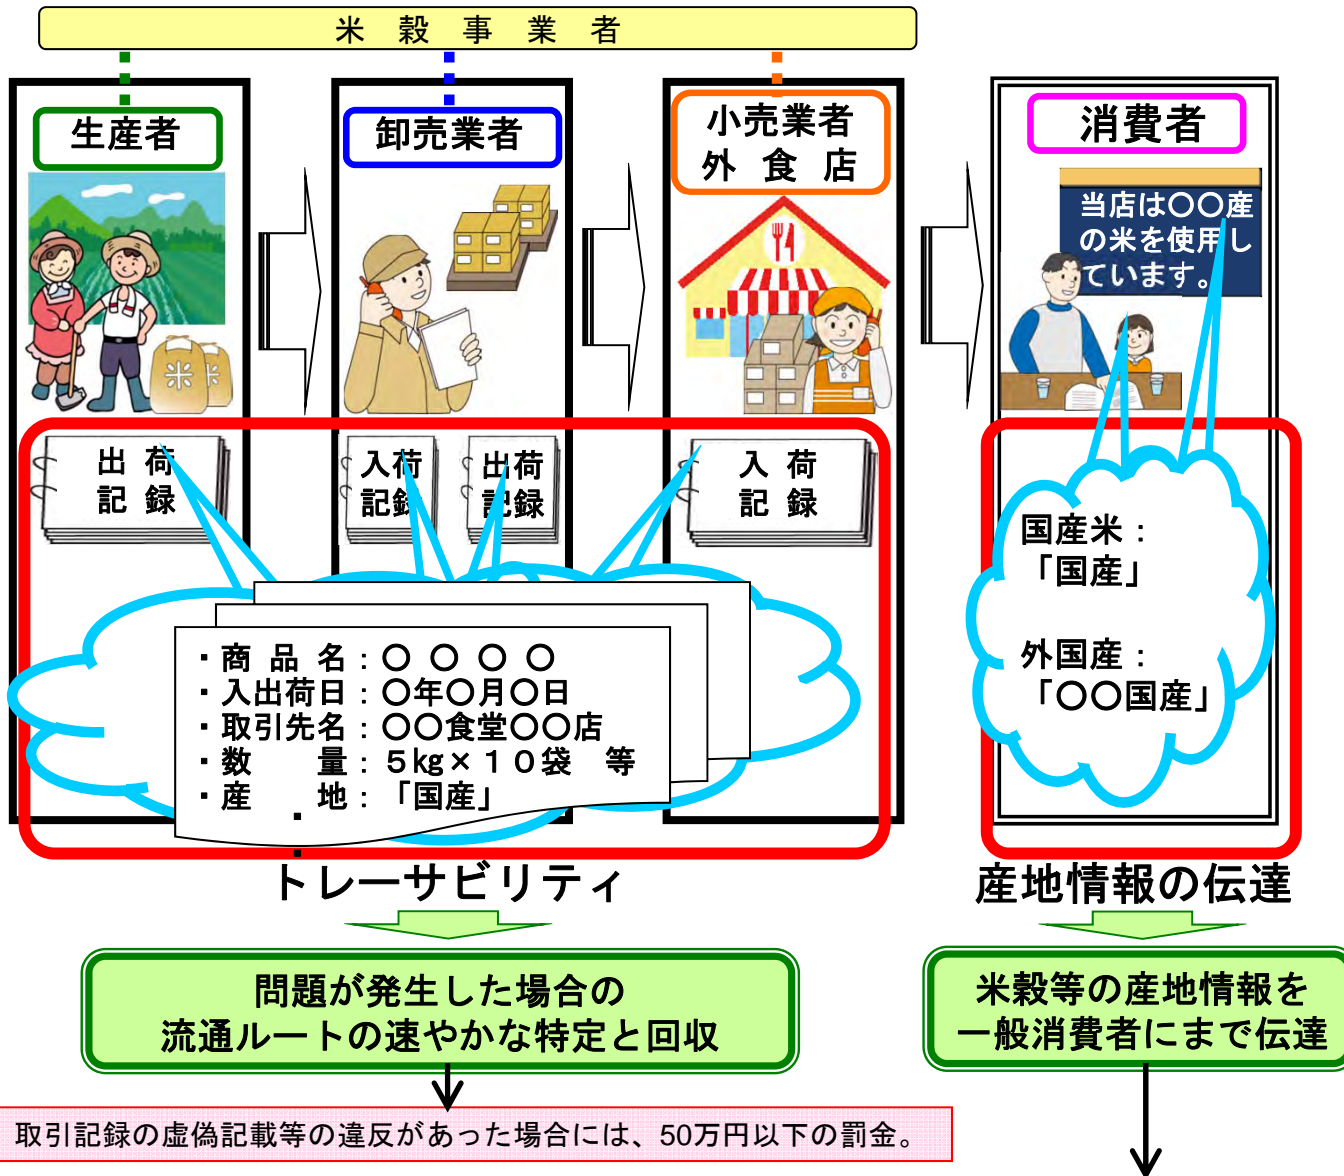 米穀事業者
生産者
卸売業者
小売業者
外食店
消費者
当店は〇〇産
の米を使用し
ています。
米
出荷
記録
入荷
記録
出荷
記録
入荷
記録
・商品名：〇〇〇〇
・入出荷日：〇年〇月〇日
・取引先名：〇〇食堂〇〇店
・数量：５kg×１０袋　等
・産地：「国産」
国産米：
「国産」
外国産：
「〇〇国産」
トレーサビリティ
産地情報の伝達
問題が発生した場合の
流通ルートの速やかな特定と回収
米穀等の産地情報を
一般消費者にまで伝達
取引記録の虚偽記載等の違反があった場合には、50万円以下の罰金。